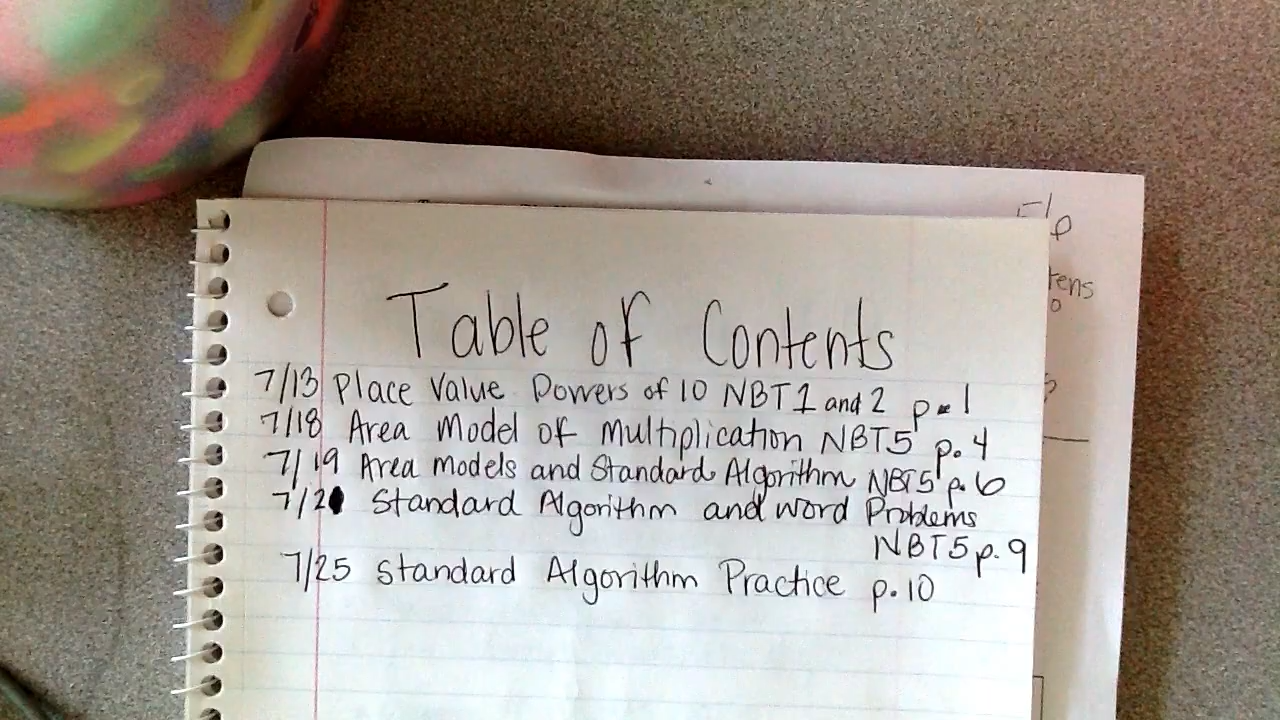 Table of Contents
7/13 Place Value Powers of 10 NBT1 and 2 p. 1
7/18 Area Model of Multiplication NBT5 p. 4
7/19 Area models and Standard Algorithm NBT5 p. 6
Standard Algorithm and word Problems
NBT5 p. 9
7/25 Standard Algorithm Practice p. 10
tens